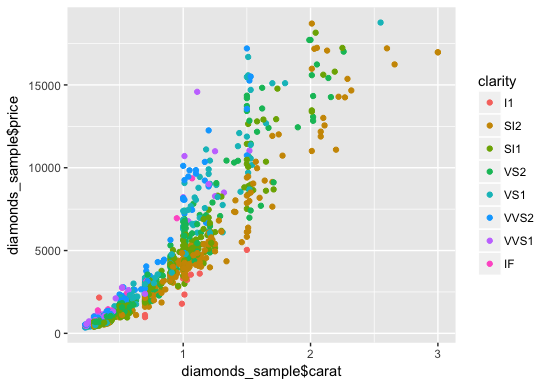 diamonds_sample$price
15000
10000
5000
0
1
2
3
diamonds_sample$carat
clarity
I1
SI2
SI1
VS2
VS1
VVS2
VVS1
IF